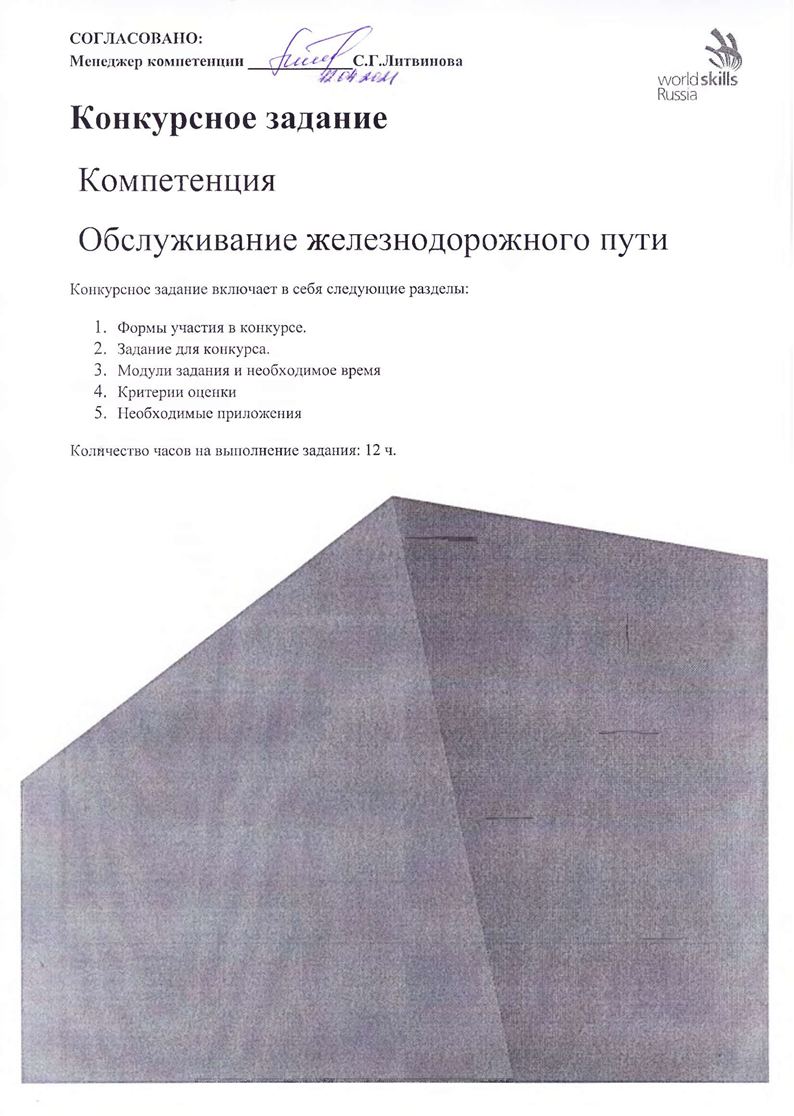 СОГЛАСОВАНО:
Менеджер компетенции ____________С.Г.Литвинова
12.04.2021
worldskills
Russia
Конкурсное задание
Компетенция
Обслуживание железнодорожного пути
Конкурсное задание включает в себя следующие разделы:
1. Формы участия в конкурсе.
2. Задание для конкурса.
3. Модули задания и необходимое время
4. Критерии оценки
5. Необходимые приложения
Количество часов на выполнение задания: 12 ч.